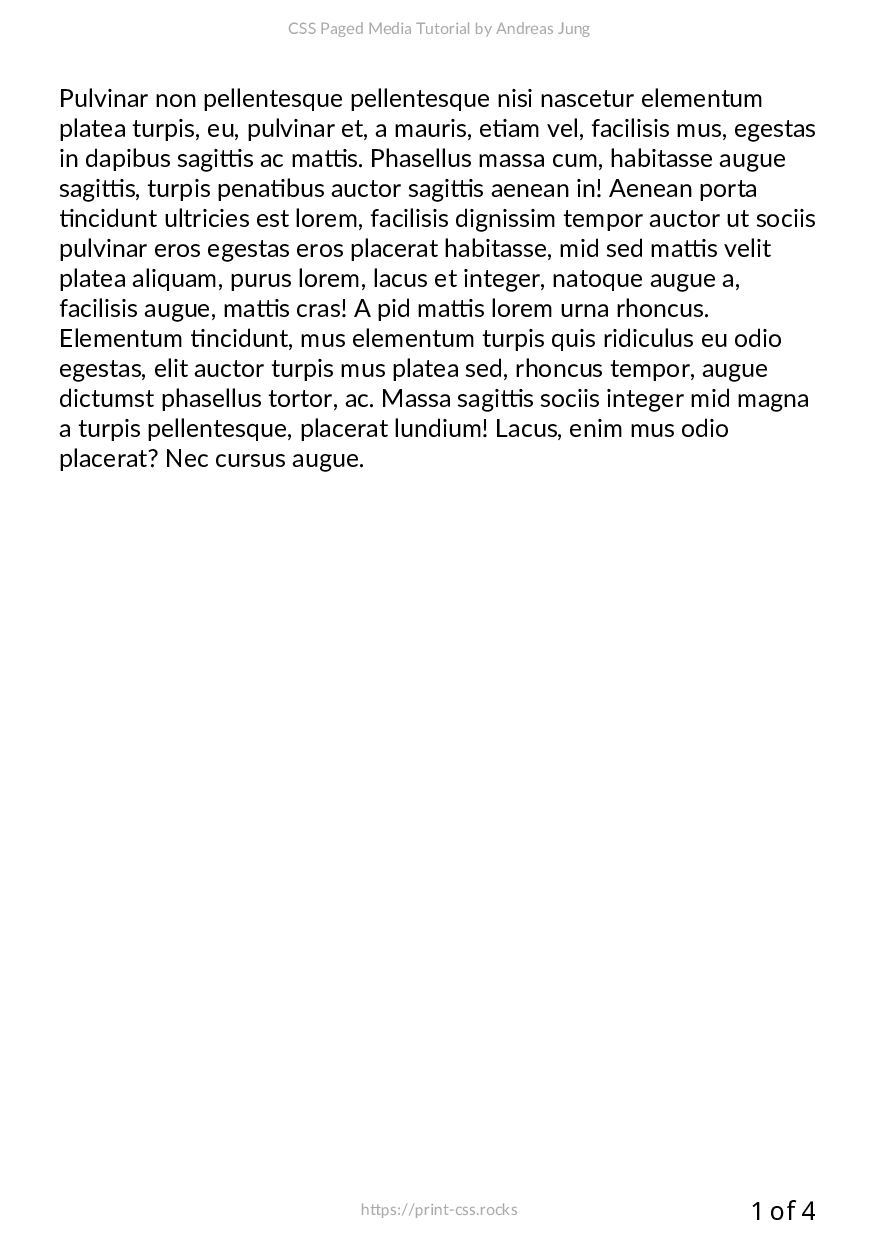 CSS Paged Media Tutorial by Andreas Jung
Pulvinar non pellentesque pellentesque nisi nascetur elementum
platea turpis, eu, pulvinar et, a mauris, etiam vel, facilisis mus, egestas
in dapibus sagittis ac mattis. Phasellus massa cum, habitasse augue
sagittis, turpis penatibus auctor sagittis aenean in! Aenean porta
tincidunt ultricies est lorem, facilisis dignissim tempor auctor ut sociis
pulvinar eros egestas eros placerat habitasse, mid sed mattis velit
platea aliquam, purus lorem, lacus et integer, natoque augue a,
facilisis augue, mattis cras! A pid mattis lorem urna rhoncus.
Elementum tincidunt, mus elementum turpis quis ridiculus eu odio
egestas, elit auctor turpis mus platea sed, rhoncus tempor, augue
dictumst phasellus tortor, ac. Massa sagittis sociis integer mid magna
a turpis pellentesque, placerat lundium! Lacus, enim mus odio
placerat? Nec cursus augue.
https://print-css.rocks
1 of 4